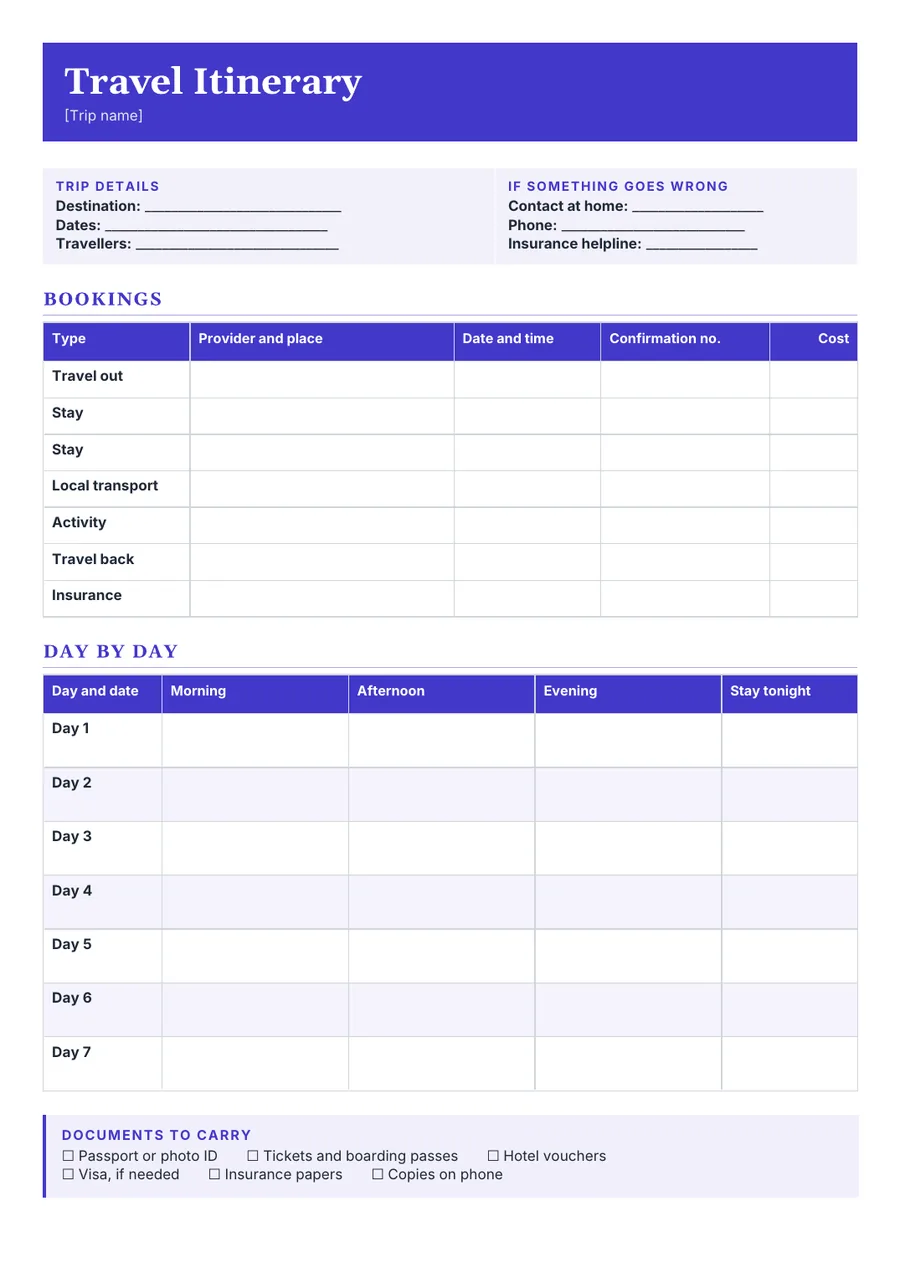 Travel Itinerary
[Trip name]
TRIP DETAILS
Destination: ______________________________
Dates: __________________________________
Travellers: _______________________________
IF SOMETHING GOES WRONG
Contact at home: ____________________
Phone: ____________________________
Insurance helpline: _________________
BOOKINGS
Type Provider and place Date and time Confirmation no. Cost
Travel out
Stay
Stay
Local transport
Activity
Travel back
Insurance
DAY BY DAY
Day and date Morning Afternoon Evening Stay tonight
Day 1
Day 2
Day 3
Day 4
Day 5
Day 6
Day 7
DOCUMENTS TO CARRY
☐ Passport or photo ID ☐ Tickets and boarding passes ☐ Hotel vouchers
☐ Visa, if needed ☐ Insurance papers ☐ Copies on phone